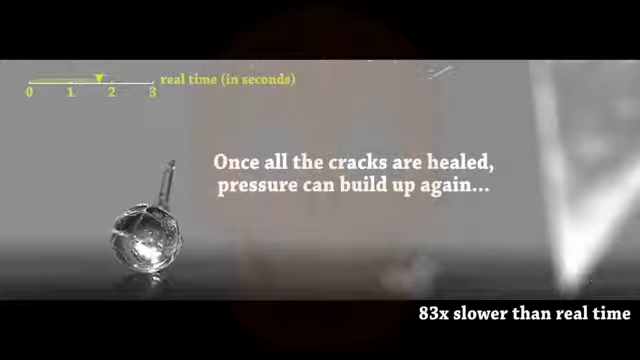 real time (in seconds)
0 1 2 3
Once all the cracks are healed,
pressure can build up again...
83x slower than real time